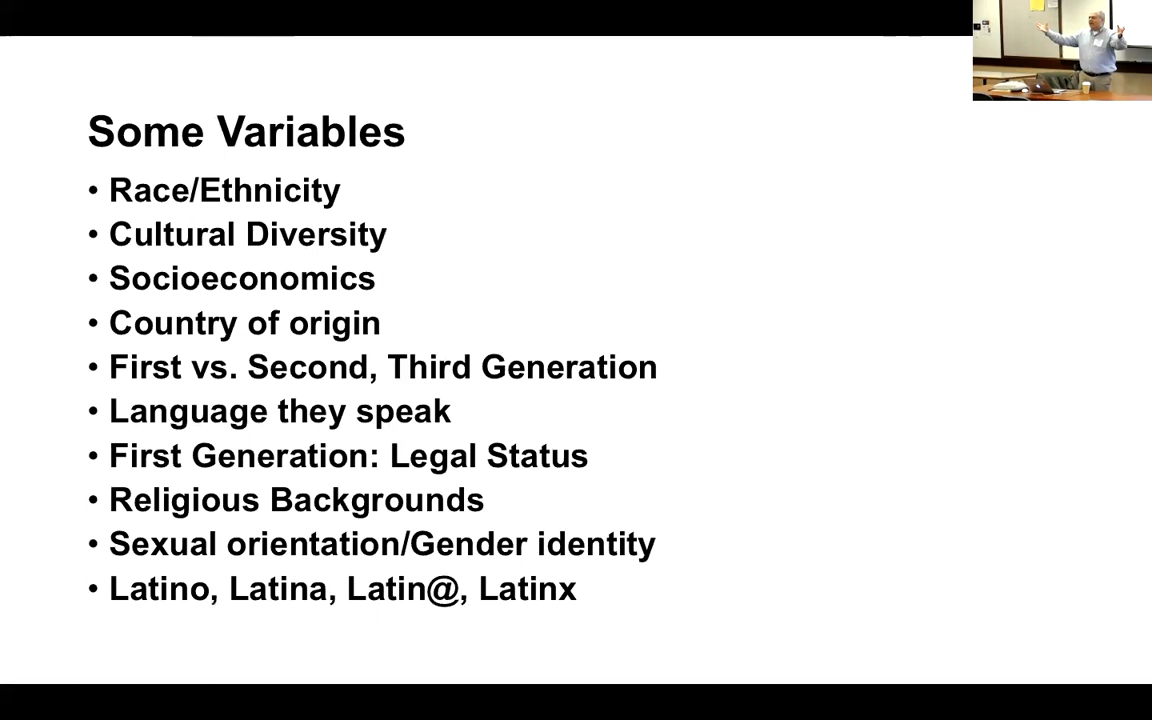 Some Variables
• Race/Ethnicity
• Cultural Diversity
• Socioeconomics
• Country of origin
• First vs. Second, Third Generation
• Language they speak
• First Generation: Legal Status
• Religious Backgrounds
• Sexual orientation/Gender identity
• Latino, Latina, Latin@, Latinx